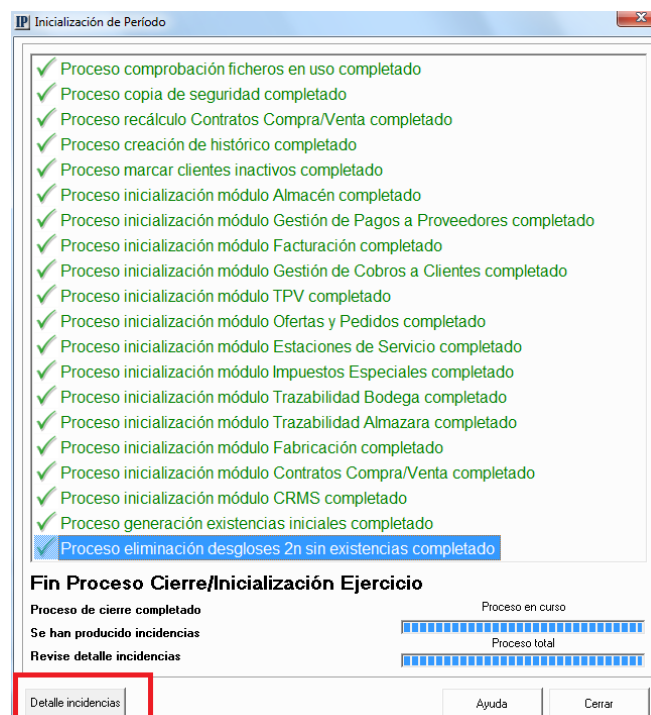 IP Inicialización de Período
Proceso comprobación ficheros en uso completado
Proceso copia de seguridad completado
Proceso recálculo Contratos Compra/Venta completado
Proceso creación de histórico completado
Proceso marcar clientes inactivos completado
Proceso inicialización módulo Almacén completado
Proceso inicialización módulo Gestión de Pagos a Proveedores completado
Proceso inicialización módulo Facturación completado
Proceso inicialización módulo Gestión de Cobros a Clientes completado
Proceso inicialización módulo TPV completado
Proceso inicialización módulo Ofertas y Pedidos completado
Proceso inicialización módulo Estaciones de Servicio completado
Proceso inicialización módulo Impuestos Especiales completado
Proceso inicialización módulo Trazabilidad Bodega completado
Proceso inicialización módulo Trazabilidad Almazara completado
Proceso inicialización módulo Fabricación completado
Proceso inicialización módulo Contratos Compra/Venta completado
Proceso inicialización módulo CRMS completado
Proceso generación existencias iniciales completado
Proceso eliminación desgloses 2n sin existencias completado
Fin Proceso Cierre/Inicialización Ejercicio
Proceso de cierre completado
Proceso en curso
Se han producido incidencias
Proceso total
Revise detalle incidencias
Detalle incidencias
Ayuda
Cerrar